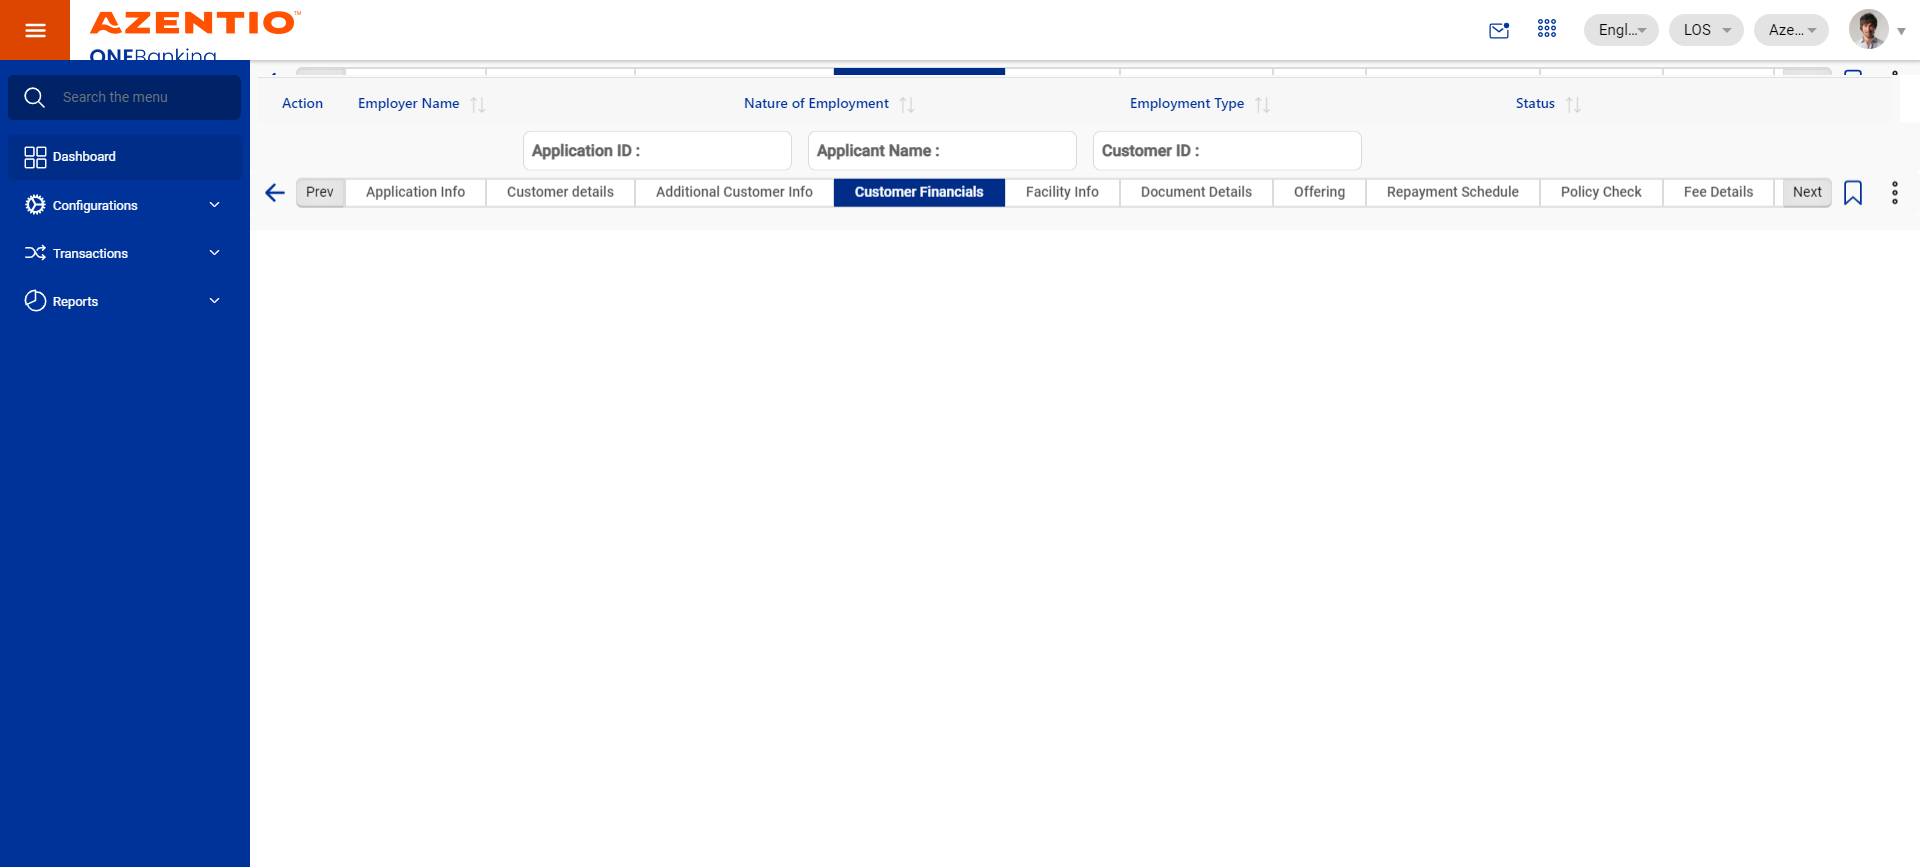 AZENTIO™
ONEBanking
Engl...
LOS
Aze...
Search the menu
Dashboard
Configurations
Transactions
Reports
Action Employer Name Nature of Employment Employment Type Status
Application ID : Applicant Name : Customer ID :
Prev Application Info Customer details Additional Customer Info Customer Financials Facility Info Document Details Offering Repayment Schedule Policy Check Fee Details Next